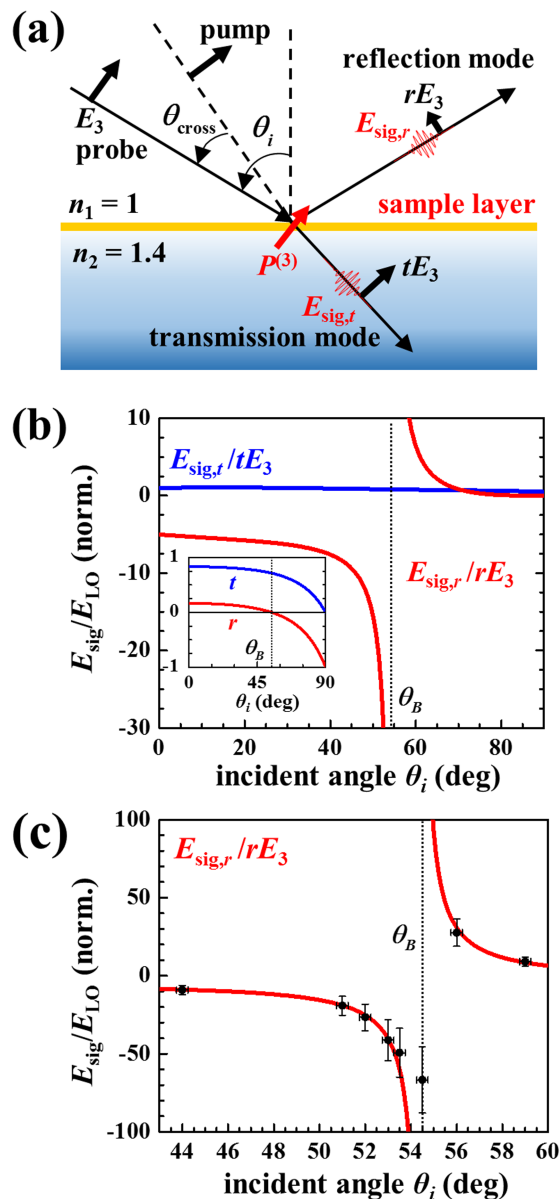 (a)
pump
reflection mode
E3
probe
θcross
θi
rE3
Esig,r
n1 = 1
sample layer
n2 = 1.4
P(3)
tE3
Esig,t
transmission mode
(b)
10
0
-10
-20
-30
Esig/ELO (norm.)
Esig,t/tE3
Esig,r/rE3
1
0
-1
t
r
θB
0 45 90
θi (deg)
θB
0 20 40 60 80
incident angle θi (deg)
(c)
100
50
0
-50
-100
Esig/ELO (norm.)
Esig,r/rE3
θB
44 46 48 50 52 54 56 58 60
incident angle θi (deg)